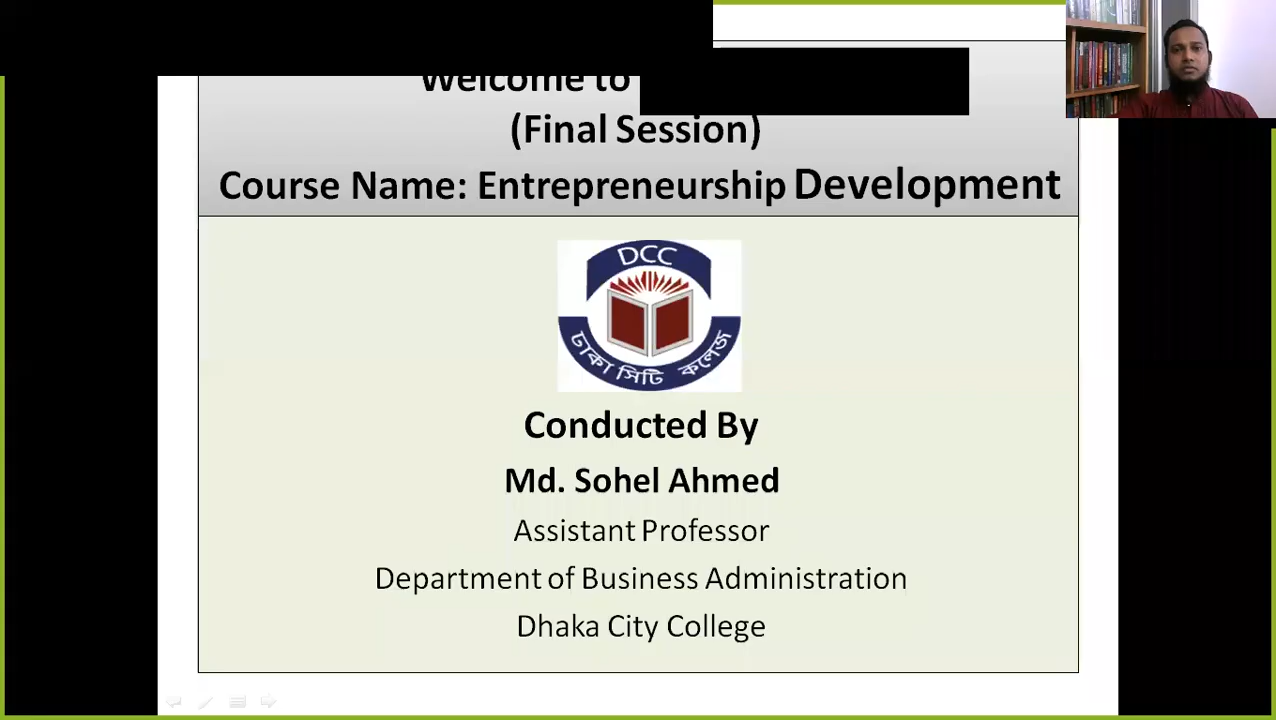 Welcome to
(Final Session)
Course Name: Entrepreneurship Development
DCC
ঢাকা সিটি কলেজ
Conducted By
Md. Sohel Ahmed
Assistant Professor
Department of Business Administration
Dhaka City College